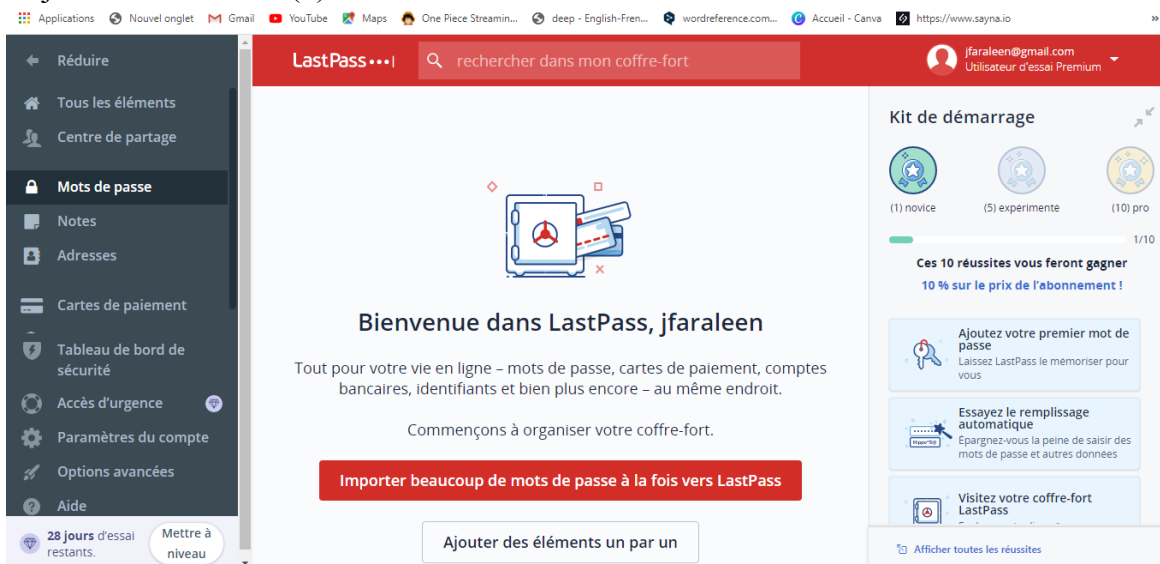 Applications Nouvel onglet Gmail YouTube Maps One Piece Streamin... deep - English-Fren... wordreference.com... Accueil - Canva https://www.sayna.io »
Réduire
Tous les éléments
Centre de partage
Mots de passe
Notes
Adresses
Cartes de paiement
Tableau de bord de
sécurité
Accès d'urgence
Paramètres du compte
Options avancées
Aide
28 jours d'essai
restants.
Mettre à
niveau
LastPass
rechercher dans mon coffre-fort
jfaraleen@gmail.com
Utilisateur d'essai Premium
Bienvenue dans LastPass, jfaraleen
Tout pour votre vie en ligne – mots de passe, cartes de paiement, comptes
bancaires, identifiants et bien plus encore – au même endroit.
Commençons à organiser votre coffre-fort.
Importer beaucoup de mots de passe à la fois vers LastPass
Ajouter des éléments un par un
Kit de démarrage
(1) novice (5) expérimenté (10) pro
1/10
Ces 10 réussites vous feront gagner
10 % sur le prix de l'abonnement !
Ajoutez votre premier mot de
passe
Laissez LastPass le mémoriser pour
vous
Essayez le remplissage
automatique
Épargnez-vous la peine de saisir des
mots de passe et autres données
Visitez votre coffre-fort
LastPass
Afficher toutes les réussites